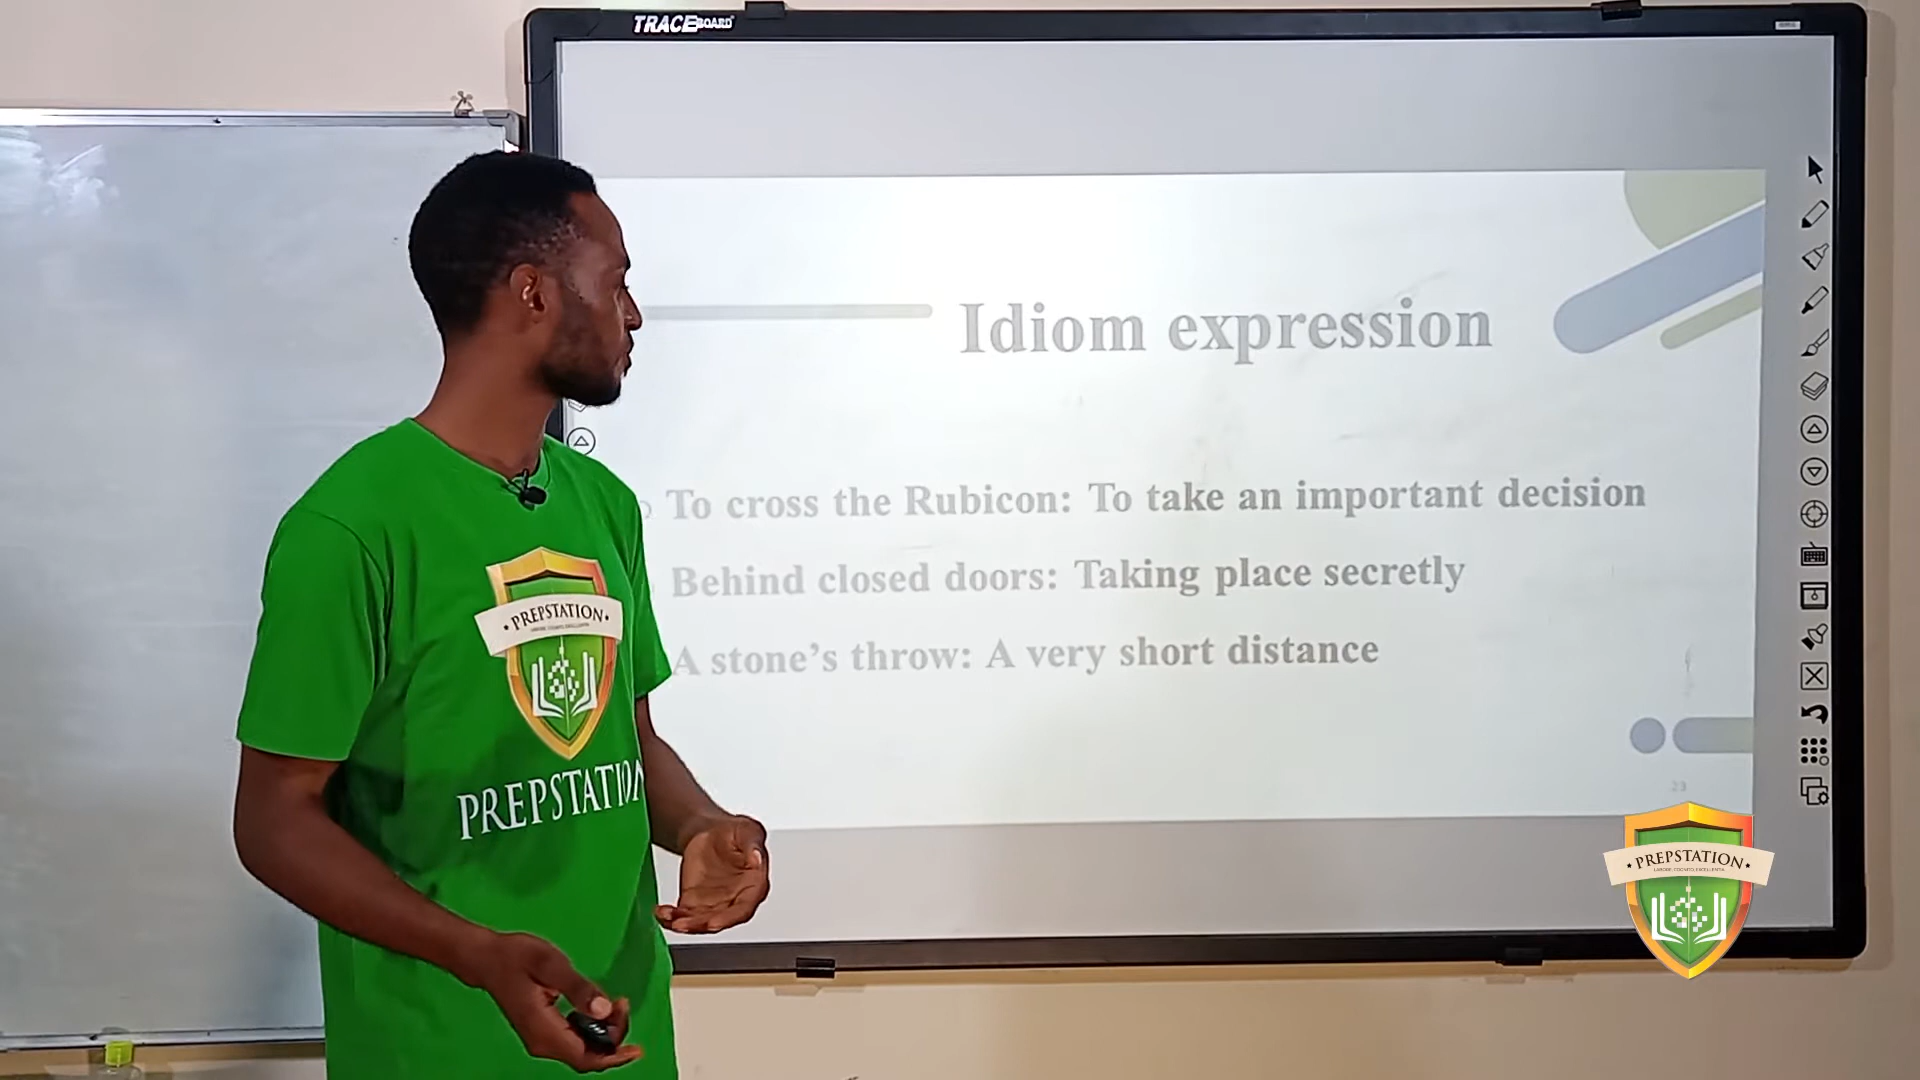 TRACEBOARD
Idiom expression
To cross the Rubicon: To take an important decision
Behind closed doors: Taking place secretly
A stone's throw: A very short distance
23
PREPSTATION
PREPSTATION
PREPSTATION